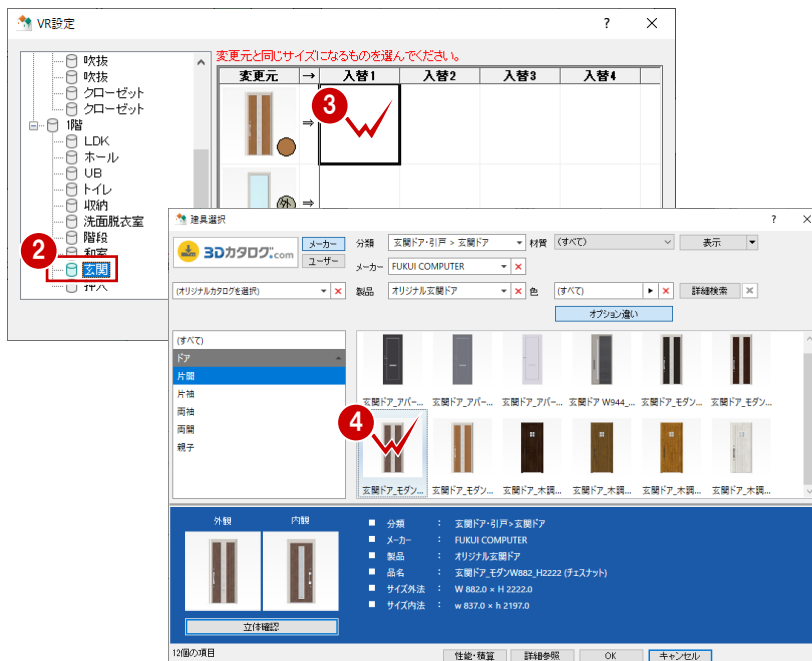 VR設定
?
×
吹抜
吹抜
クローゼット
クローゼット
1階
LDK
ホール
UB
トイレ
収納
洗面脱衣室
階段
和室
玄関
押入
変更元と同じサイズになるものを選んでください。
変更元 → 入替1 入替2 入替3 入替4
⇒
外 ⇒
2
3
建具選択
?
×
3Dカタログ.com
メーカー
ユーザー
分類 玄関ドア・引戸 > 玄関ドア 材質 (すべて) 表示
メーカー FUKUI COMPUTER
(オリジナルカタログを選択) 製品 オリジナル玄関ドア 色 (すべて) 詳細検索
オプション違い
(すべて)
ドア
片開
片袖
両袖
両開
親子
玄関ドア_アパー... 玄関ドア_アパー... 玄関ドア_アパー... 玄関ドア W944_... 玄関ドア_モダン... 玄関ドア_モダン...
4
玄関ドア_モダン... 玄関ドア_モダン... 玄関ドア_木調... 玄関ドア_木調... 玄関ドア_木調... 玄関ドア_木調...
外観 内観
立体確認
■ 分類 : 玄関ドア・引戸>玄関ドア
■ メーカー : FUKUI COMPUTER
■ 製品 : オリジナル玄関ドア
■ 品名 : 玄関ドア_モダンW882_H2222 (チェスナット)
■ サイズ外法 : W 882.0 × H 2222.0
■ サイズ内法 : w 837.0 × h 2197.0
12個の項目
性能・積算 詳細参照 OK キャンセル